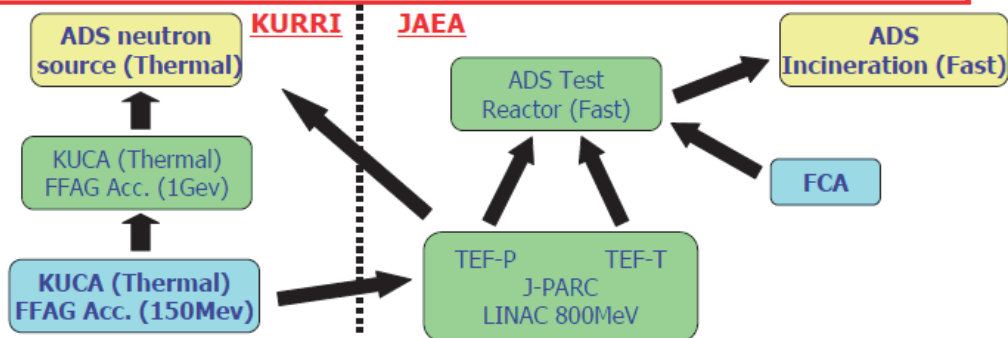 KURRI
JAEA
ADS neutron
source (Thermal)
ADS
Incineration (Fast)
ADS Test
Reactor (Fast)
KUCA (Thermal)
FFAG Acc. (1Gev)
FCA
KUCA (Thermal)
FFAG Acc. (150Mev)
TEF-P TEF-T
J-PARC
LINAC 800MeV